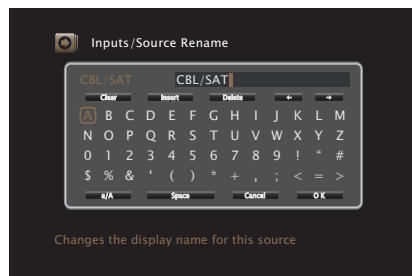 Inputs/Source Rename
CBL/SAT CBL/SAT
Clear Insert Delete ← →
A B C D E F G H I J K L M
N O P Q R S T U V W X Y Z
0 1 2 3 4 5 6 7 8 9 ! “ #
$ % & ‘ ( ) * + , ; < = >
a/A Space Cancel OK
Changes the display name for this source